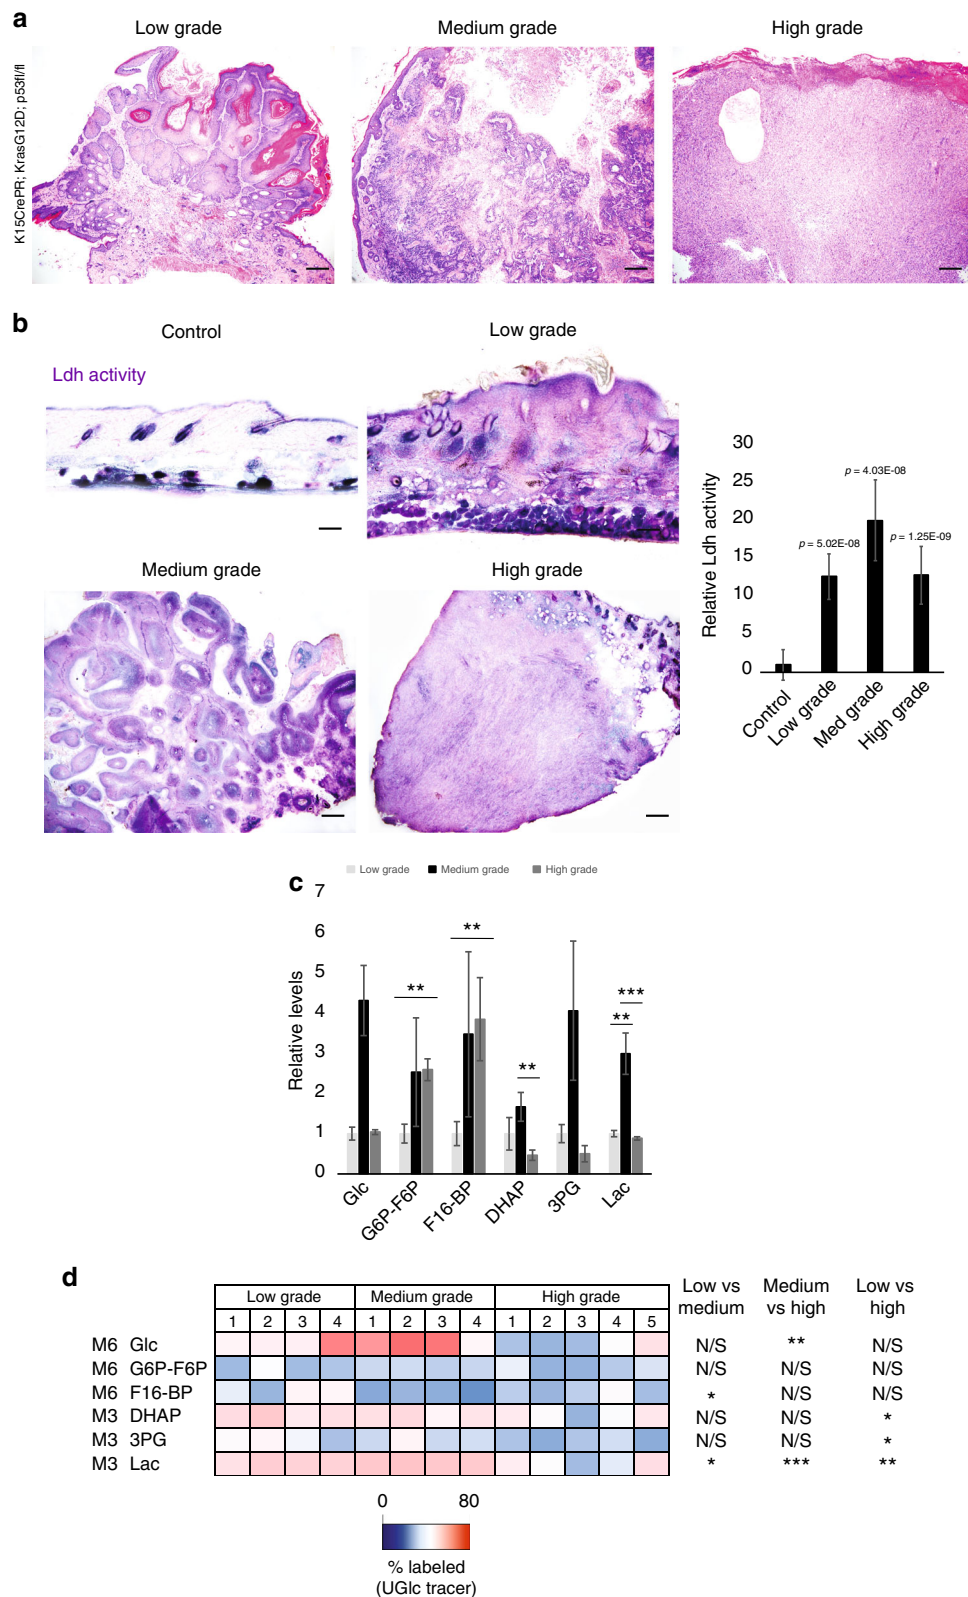 a
Low grade
Medium grade
High grade
K15CrePR; KrasG12D; p53fl/fl
b
Control
Low grade
Ldh activity
Medium grade
High grade
Relative Ldh activity
30
25
20
15
10
5
0
p = 5.02E-08
p = 4.03E-08
p = 1.25E-09
Control
Low grade
Med grade
High grade
c
Low grade
Medium grade
High grade
Relative levels
7
6
5
4
3
2
1
0
**
**
**
**
***
Glc
G6P-F6P
F16-BP
DHAP
3PG
Lac
d
Low grade Medium grade High grade
Low vs medium
Medium vs high
Low vs high
1 2 3 4 1 2 3 4 1 2 3 4 5
M6 Glc N/S ** N/S
M6 G6P-F6P N/S N/S N/S
M6 F16-BP * N/S N/S
M3 DHAP N/S N/S *
M3 3PG N/S N/S *
M3 Lac * *** **
0 80
% labeled
(UGlc tracer)